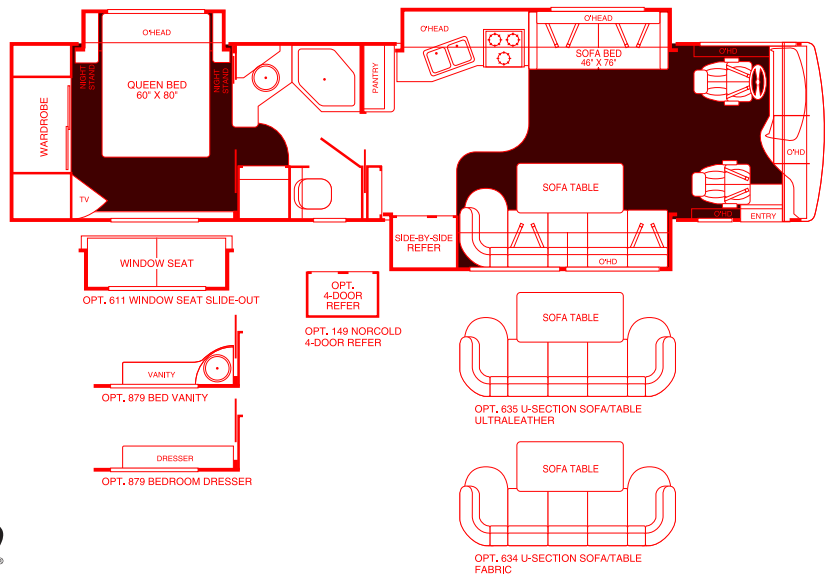 O'HEAD
NIGHT STAND
QUEEN BED
60" X 80"
NIGHT STAND
WARDROBE
TV
PANTRY
O'HEAD
O'HEAD
SOFA BED
46" X 76"
O'HD
O'HD
SOFA TABLE
SIDE-BY-SIDE
REFER
O'HD
O'HD
ENTRY
WINDOW SEAT
OPT. 611 WINDOW SEAT SLIDE-OUT
OPT.
4-DOOR
REFER
OPT. 149 NORCOLD
4-DOOR REFER
VANITY
OPT. 879 BED VANITY
DRESSER
OPT. 879 BEDROOM DRESSER
SOFA TABLE
OPT. 635 U-SECTION SOFA/TABLE
ULTRALEATHER
SOFA TABLE
OPT. 634 U-SECTION SOFA/TABLE
FABRIC
®